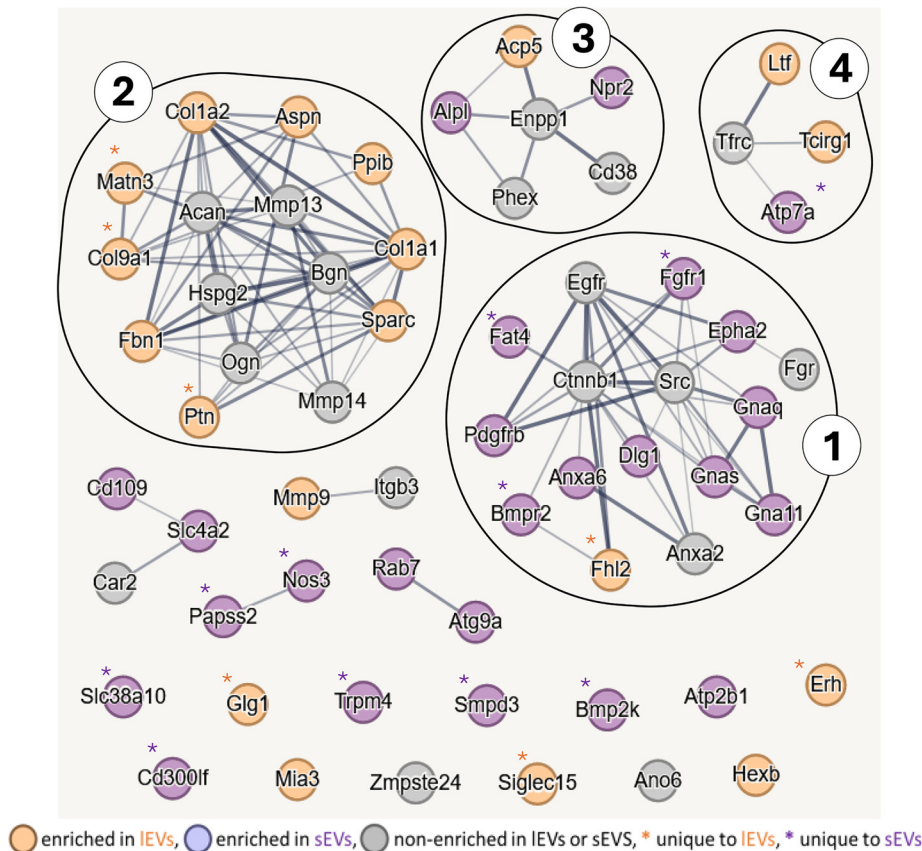 2
Col1a2
Aspn
*
Matn3
Ppib
Acan
Mmp13
*
Col9a1
Col1a1
Bgn
Hspg2
Sparc
Fbn1
Ogn
*
Ptn
Mmp14
3
Acp5
Alpl
Npr2
Enpp1
Cd38
Phex
4
Ltf
Tfrc
Tcirg1
*
Atp7a
1
Egfr
*
Fgfr1
*
Fat4
Epha2
Fgr
Ctnnb1
Src
Gnaq
Pdgfrb
Dlg1
Anxa6
Gnas
*
Bmpr2
Gna11
*
Fhl2
Anxa2
Cd109
Slc4a2
Car2
Mmp9
Itgb3
*
Nos3
*
Papss2
Rab7
Atg9a
*
Slc38a10
*
Glg1
*
Trpm4
*
Smpd3
*
Bmp2k
Atp2b1
*
Erh
*
Cd300lf
Mia3
Zmpste24
*
Siglec15
Ano6
Hexb
enriched in lEVs, enriched in sEVs, non-enriched in lEVs or sEVS, * unique to lEVs, * unique to sEVs